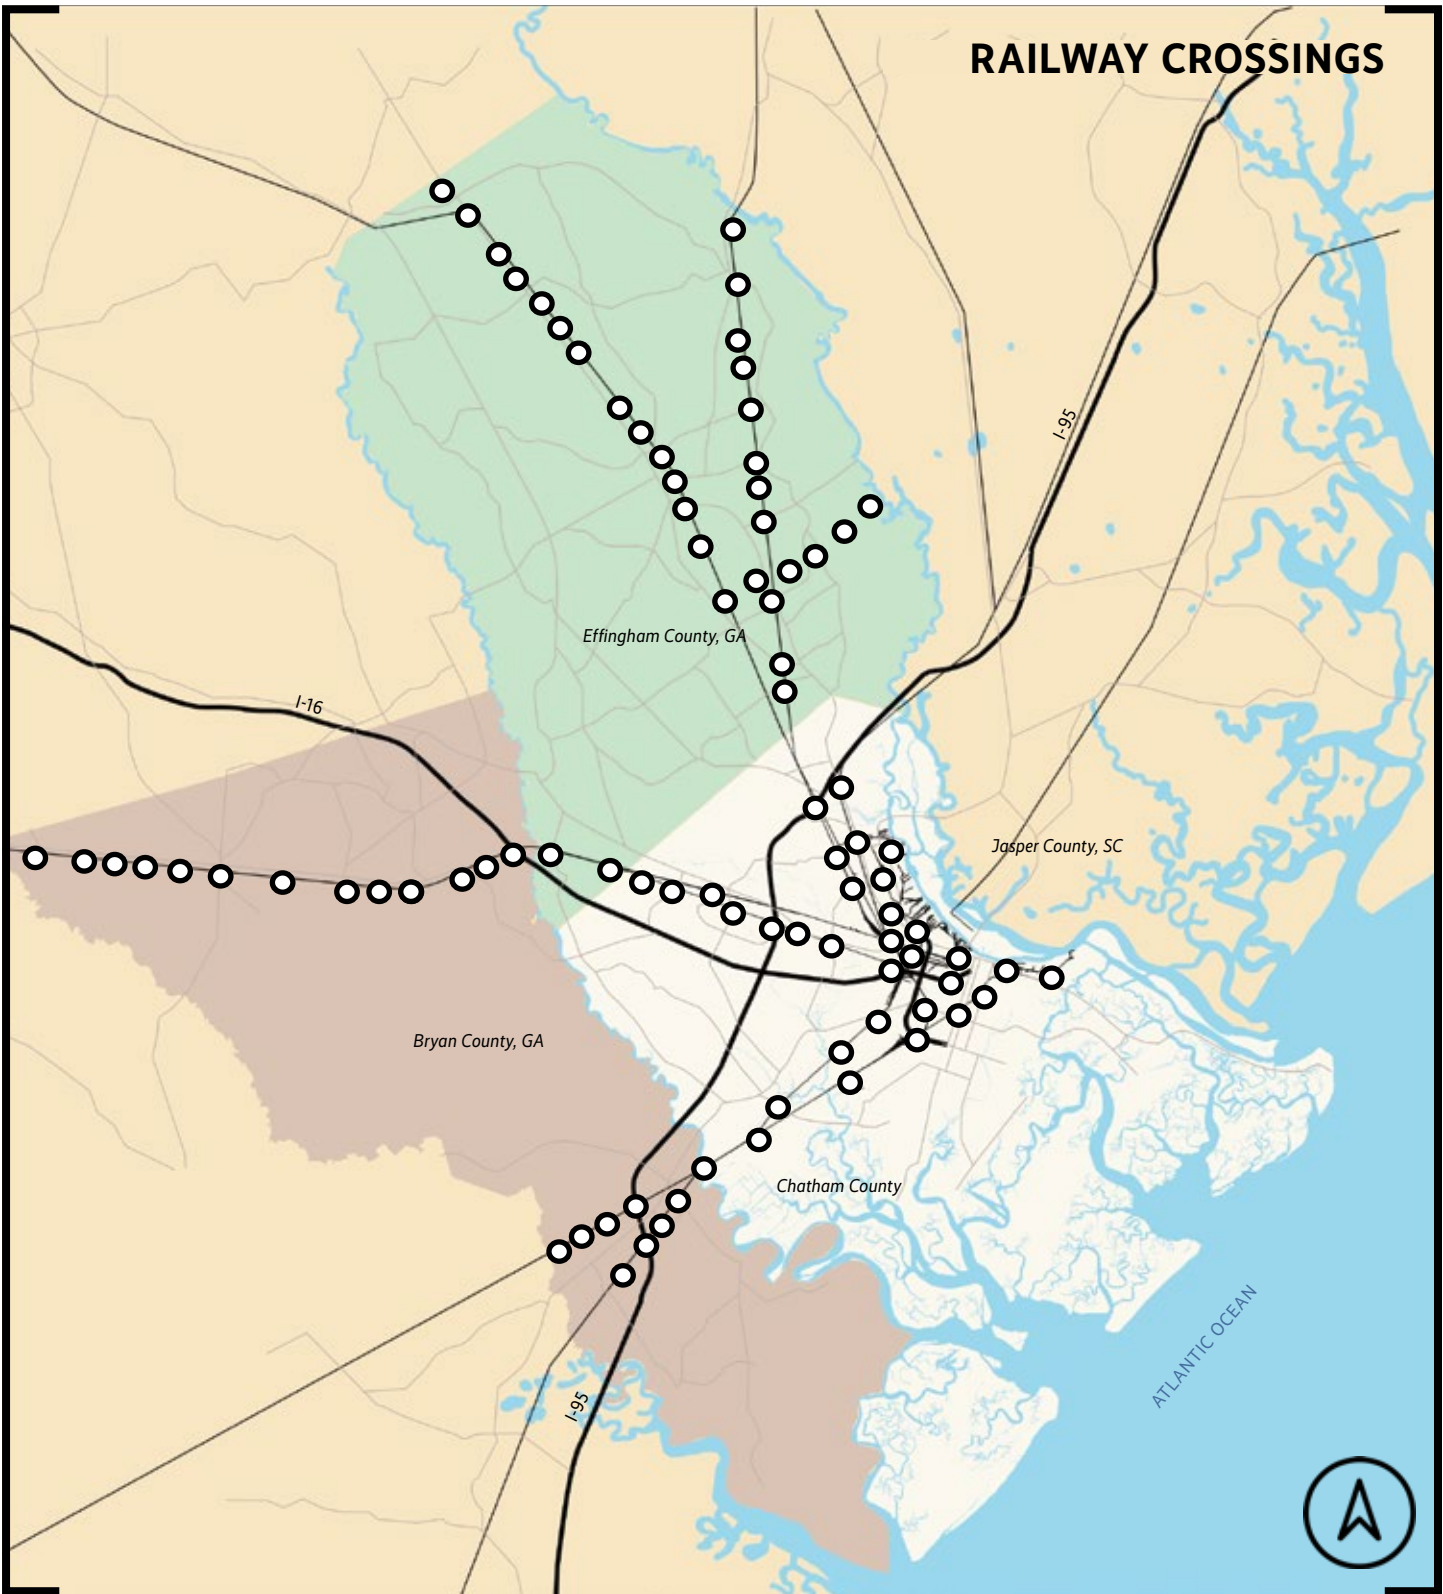 RAILWAY CROSSINGS
I-95
Effingham County, GA
I-16
Jasper County, SC
Bryan County, GA
Chatham County
ATLANTIC OCEAN
I-95